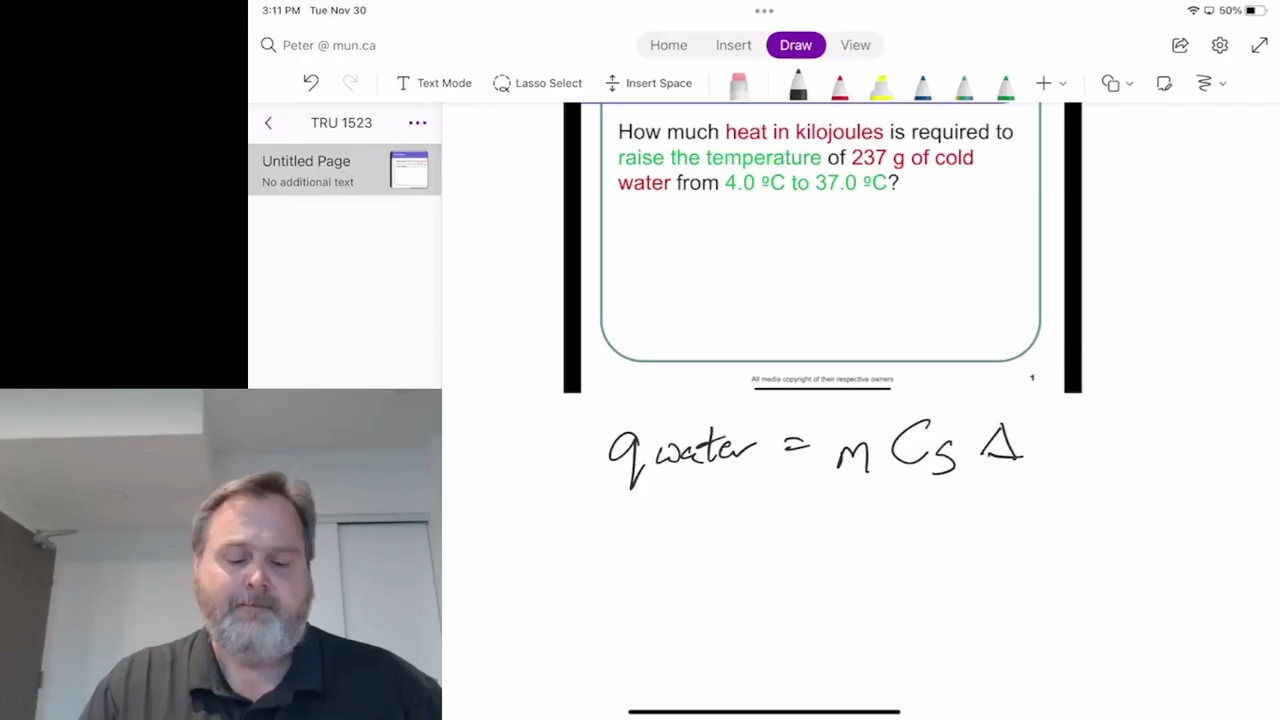 3:11 PM Tue Nov 30
50%
Peter @ mun.ca
Home Insert Draw View
Text Mode Lasso Select Insert Space
TRU 1523
Untitled Page
No additional text
How much heat in kilojoules is required to
raise the temperature of 237 g of cold
water from 4.0 ºC to 37.0 ºC?
All media copyright of their respective owners
1
q water = m Cs Δ